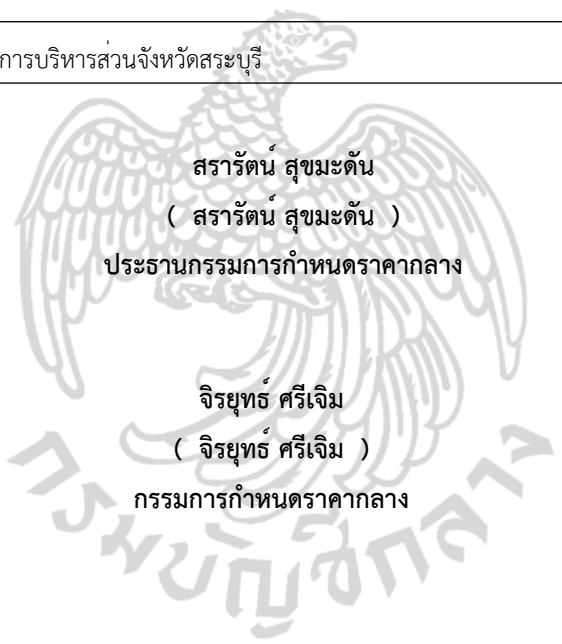 การบริหารส่วนจังหวัดสระบุรี
สรารัตน์ สุขมะดัน
( สรารัตน์ สุขมะดัน )
ประธานกรรมการกำหนดราคากลาง
จิรยุทธ์ ศรีเจิม
( จิรยุทธ์ ศรีเจิม )
กรรมการกำหนดราคากลาง
กรมบัญชีกลาง